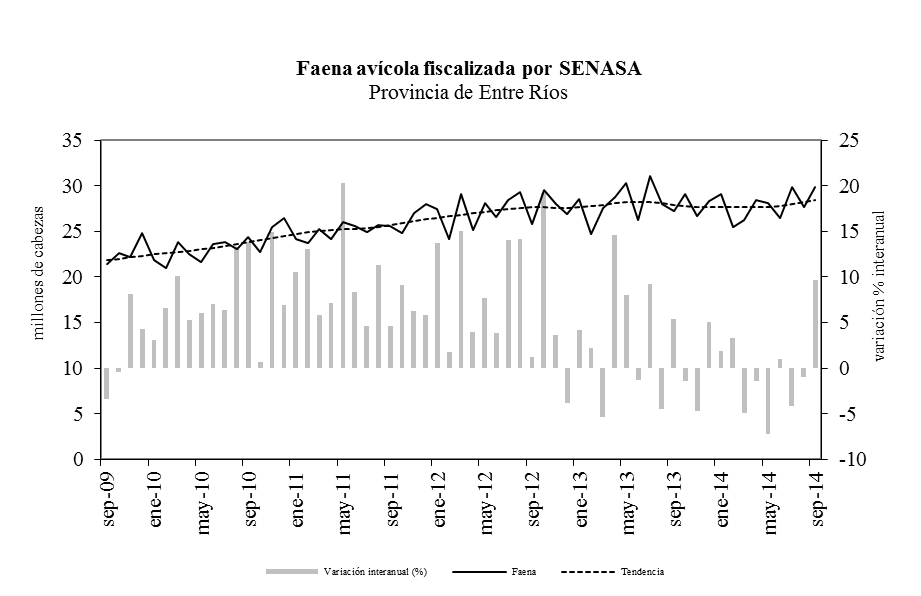 Faena avícola fiscalizada por SENASA
Provincia de Entre Ríos
millones de cabezas
35
30
25
20
15
10
5
0
25
20
15
10
5
0
-5
-10
variación % interanual
sep-09
ene-10
may-10
sep-10
ene-11
may-11
sep-11
ene-12
may-12
sep-12
ene-13
may-13
sep-13
ene-14
may-14
sep-14
Variación interanual (%)
Faena
Tendencia